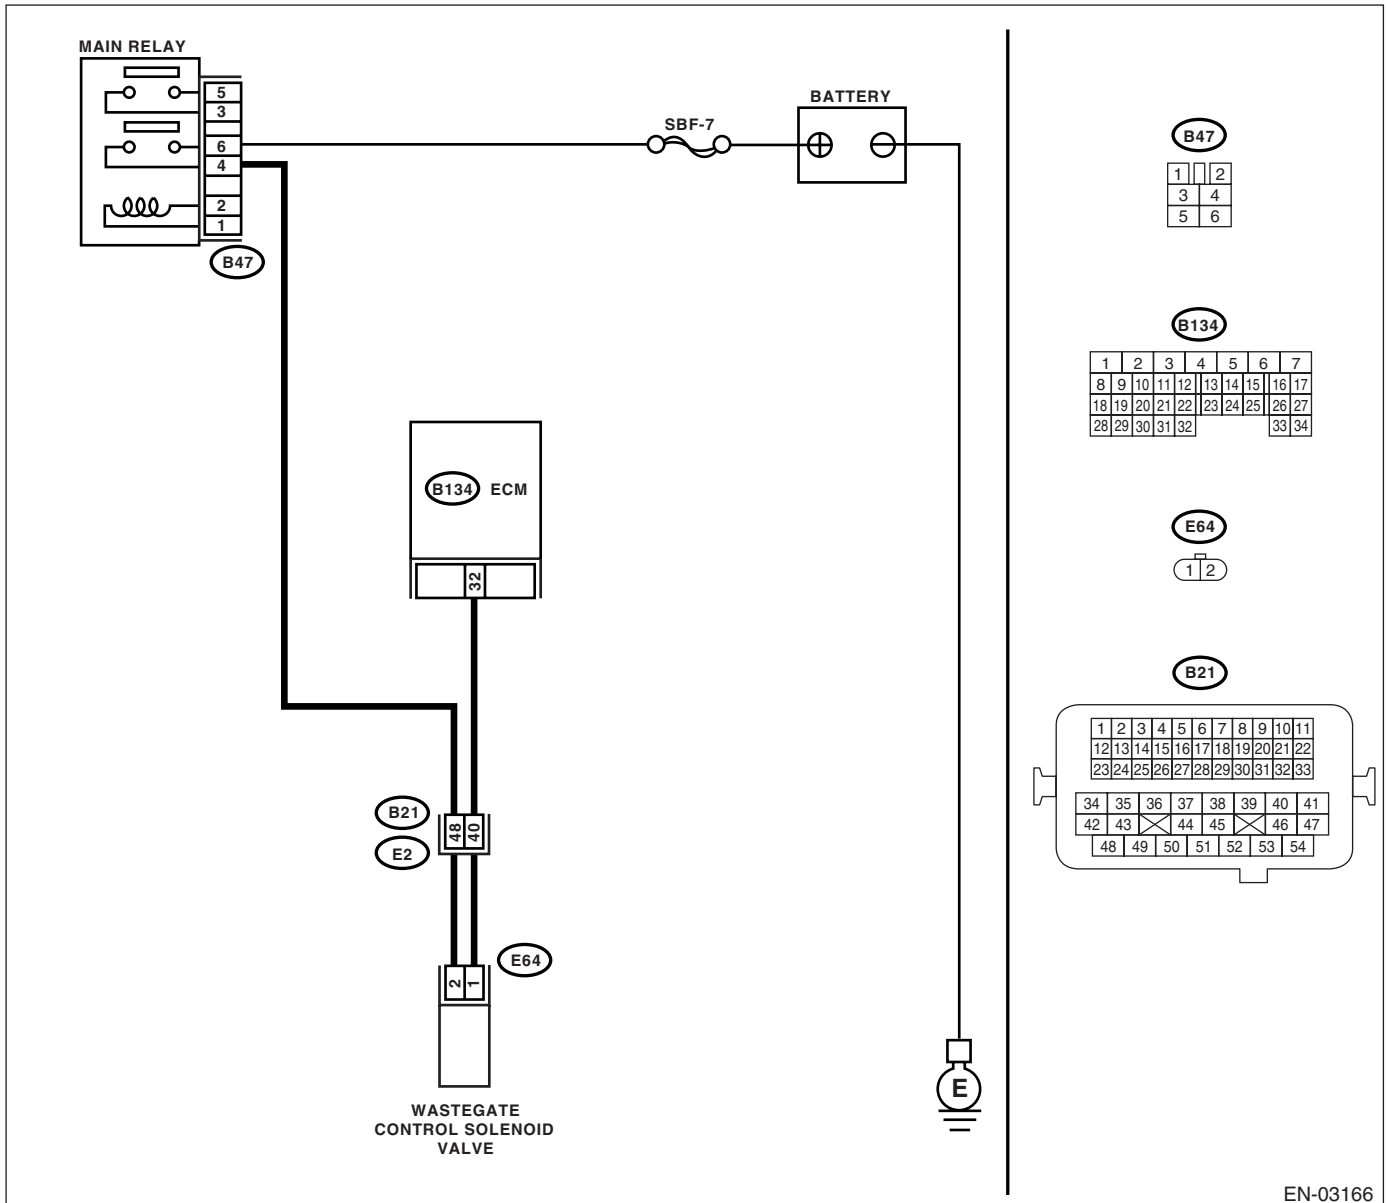 MAIN RELAY
5
3
6
4
2
1
B47
SBF-7
BATTERY
B134 ECM
32
B21
E2
48 40
E64
2 1
WASTEGATE
CONTROL SOLENOID
VALVE
E
B47
1 2
3 4
5 6
B134
1 2 3 4 5 6 7
8 9 10 11 12 13 14 15 16 17
18 19 20 21 22 23 24 25 26 27
28 29 30 31 32 33 34
E64
1 2
B21
1 2 3 4 5 6 7 8 9 10 11
12 13 14 15 16 17 18 19 20 21 22
23 24 25 26 27 28 29 30 31 32 33
34 35 36 37 38 39 40 41
42 43 44 45 46 47
48 49 50 51 52 53 54
EN-03166